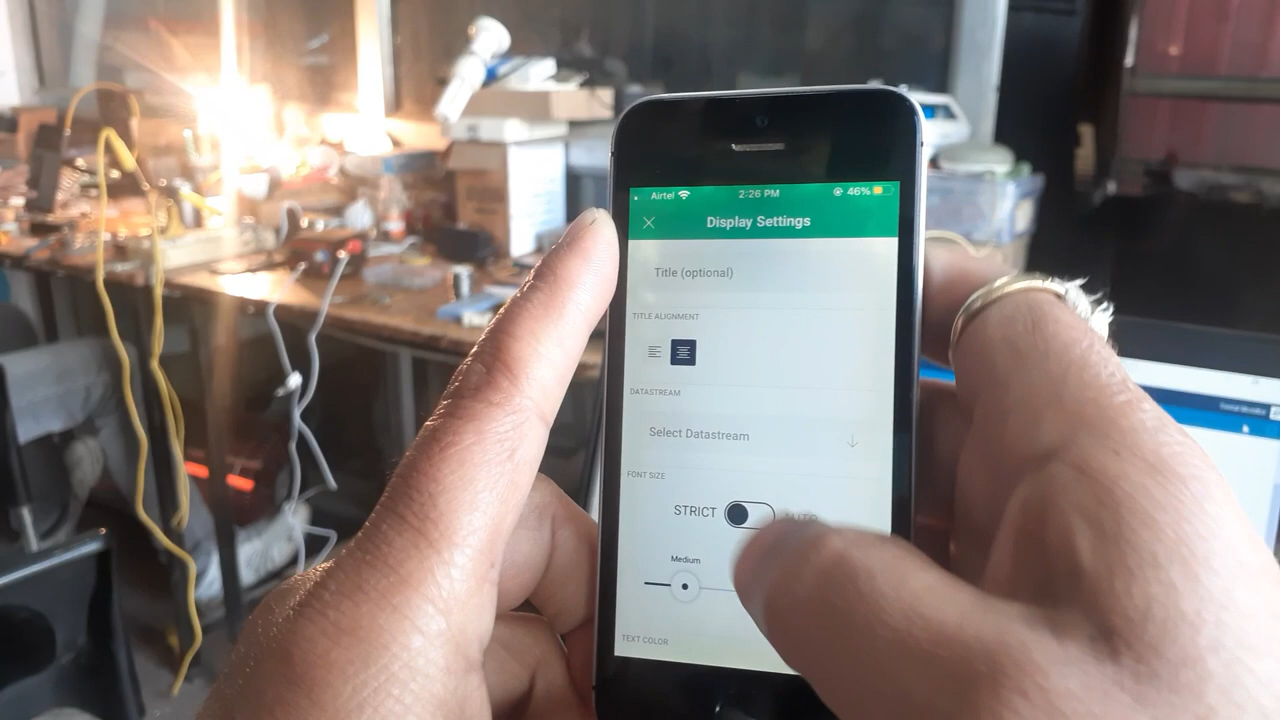 Airtel 2:26 PM 46%
Display Settings
Title (optional)
TITLE ALIGNMENT
DATASTREAM
Select Datastream
FONT SIZE
STRICT
Medium
TEXT COLOR